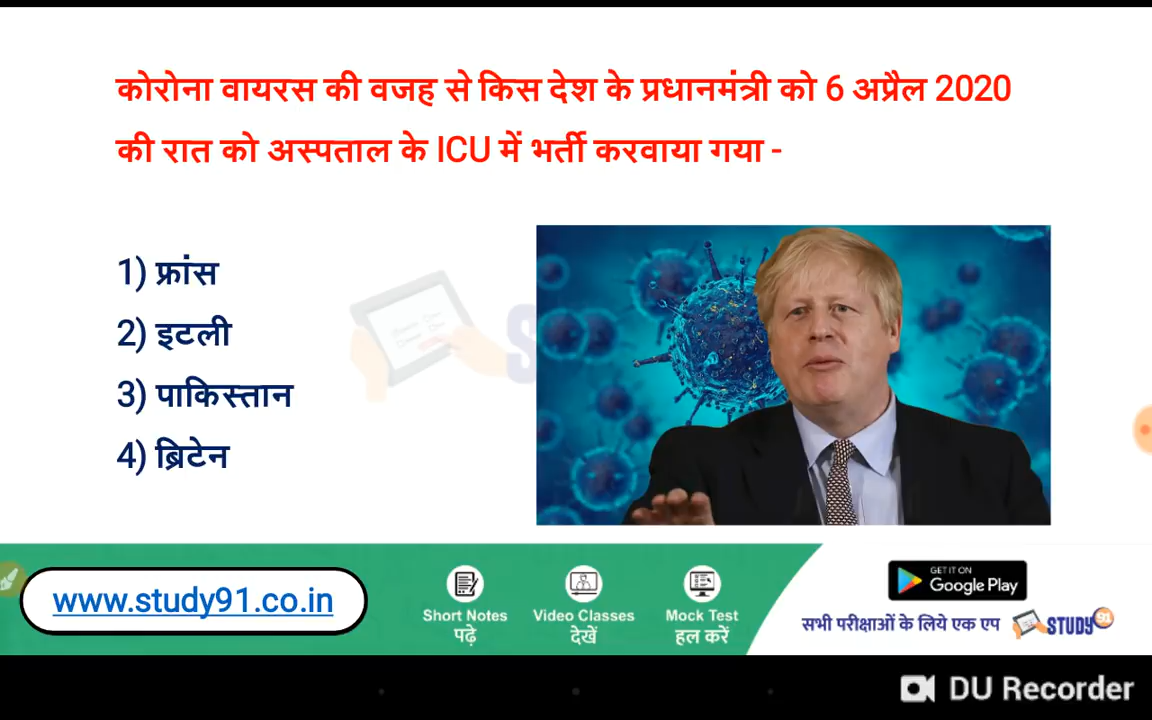 कोरोना वायरस की वजह से किस देश के प्रधानमंत्री को 6 अप्रैल 2020
की रात को अस्पताल के ICU में भर्ती करवाया गया -
1) फ्रांस
2) इटली
3) पाकिस्तान
4) ब्रिटेन
S
www.study91.co.in
Short Notes
पढ़े
Video Classes
देखें
Mock Test
हल करें
GET IT ON
Google Play
सभी परीक्षाओं के लिये एक एप STUDY 91
DU Recorder